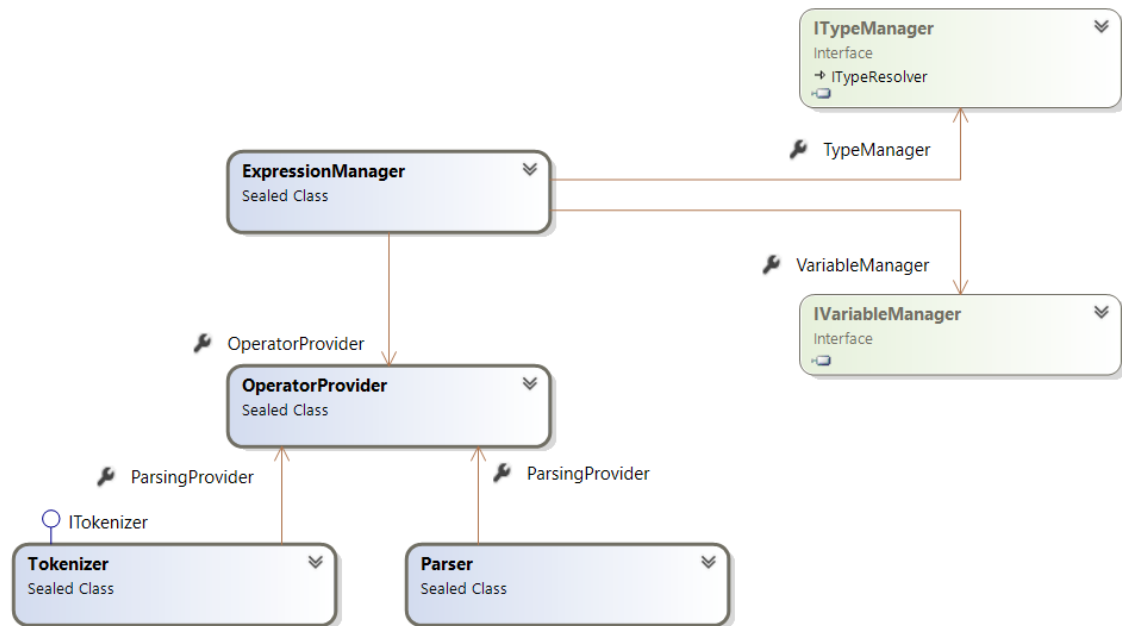 ITypeManager
Interface
ITypeResolver
TypeManager
ExpressionManager
Sealed Class
VariableManager
IVariableManager
Interface
OperatorProvider
OperatorProvider
Sealed Class
ParsingProvider
ParsingProvider
ITokenizer
Tokenizer
Sealed Class
Parser
Sealed Class